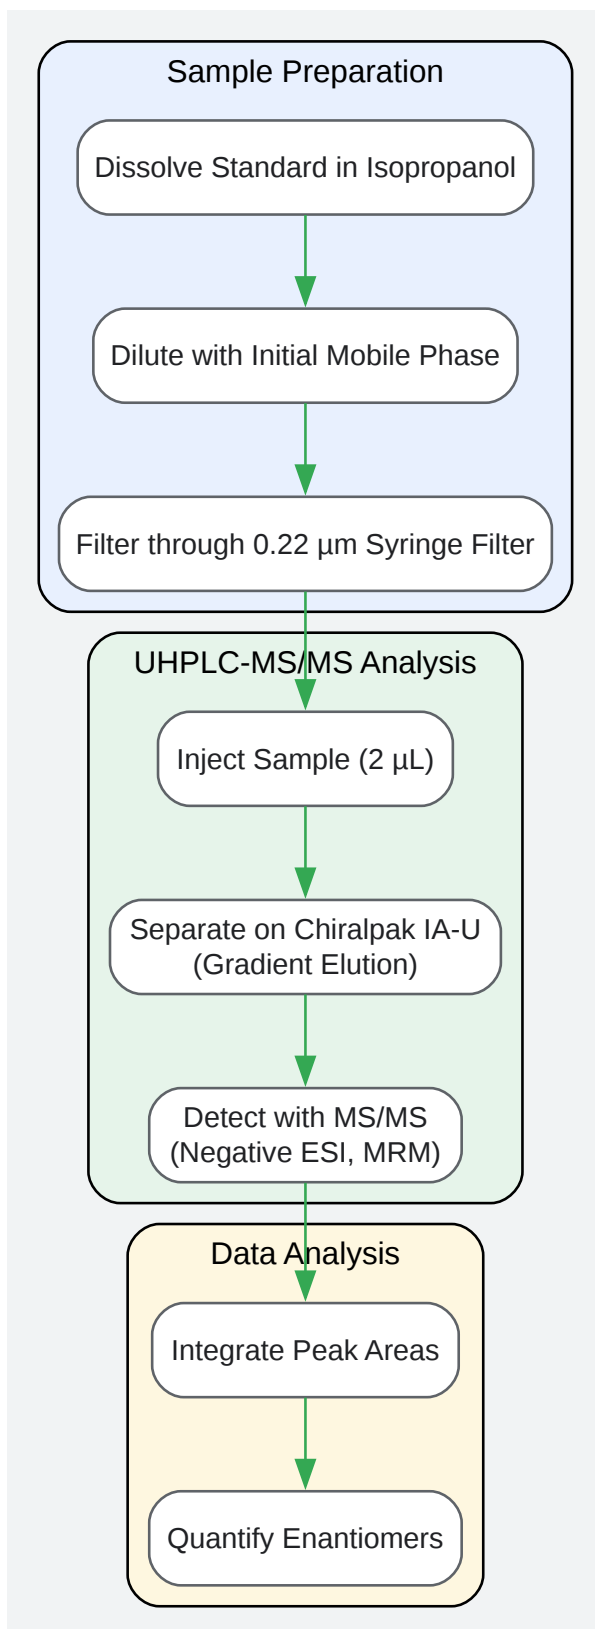 Sample Preparation
Dissolve Standard in Isopropanol
Dilute with Initial Mobile Phase
Filter through 0.22 µm Syringe Filter
UHPLC-MS/MS Analysis
Inject Sample (2 µL)
Separate on Chiralpak IA-U
(Gradient Elution)
Detect with MS/MS
(Negative ESI, MRM)
Data Analysis
Integrate Peak Areas
Quantify Enantiomers